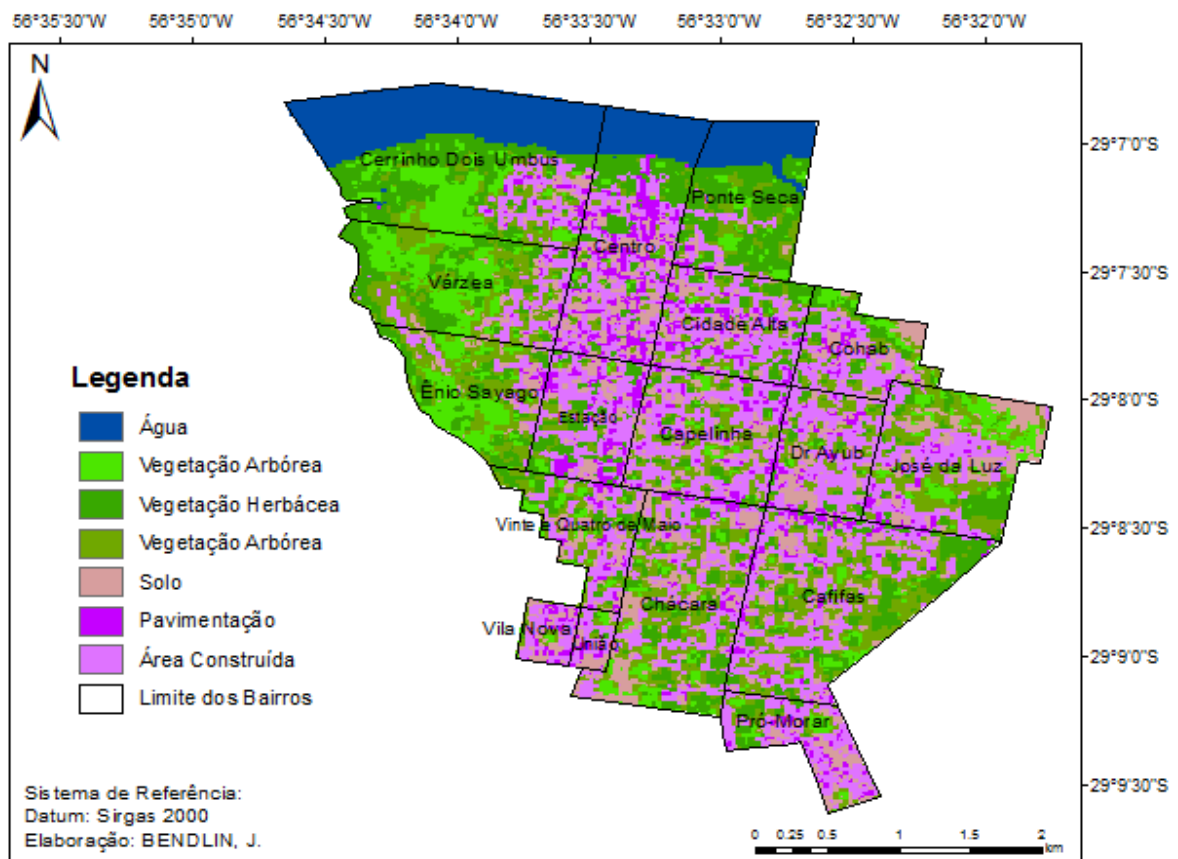 56°35'30"W 56°35'0"W 56°34'30"W 56°34'0"W 56°33'30"W 56°33'0"W 56°32'30"W 56°32'0"W
N
29°7'0"S
Cerrinho Dois Umbus
Ponte Seca
Centro
29°7'30"S
Várzea
Cidade Alta
Cohab
Legenda
Ênio Sayago
29°8'0"S
Estação
Capelinha
Água
Dr Ayub
Vegetação Arbórea
José da Luz
Vegetação Herbácea
Vinte e Quatro de Maio
29°8'30"S
Vegetação Arbórea
Solo
Chácara
Cafifas
Pavimentação
Vila Nova
União
Área Construída
29°9'0"S
Limite dos Bairros
Pró-Morar
29°9'30"S
Sistema de Referência:
Datum: Sirgas 2000
Elaboração: BENDLIN, J.
0 0.25 0.5 1 1.5 2
km